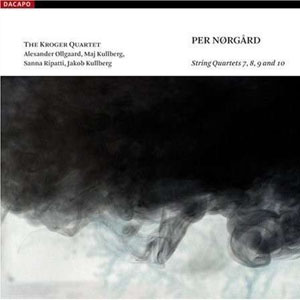 DACAPO
THE KROGER QUARTET
Alexander Øllgaard, Maj Kullberg,
Sanna Ripatti, Jakob Kullberg
PER NØRGÅRD
String Quartets 7, 8, 9 and 10